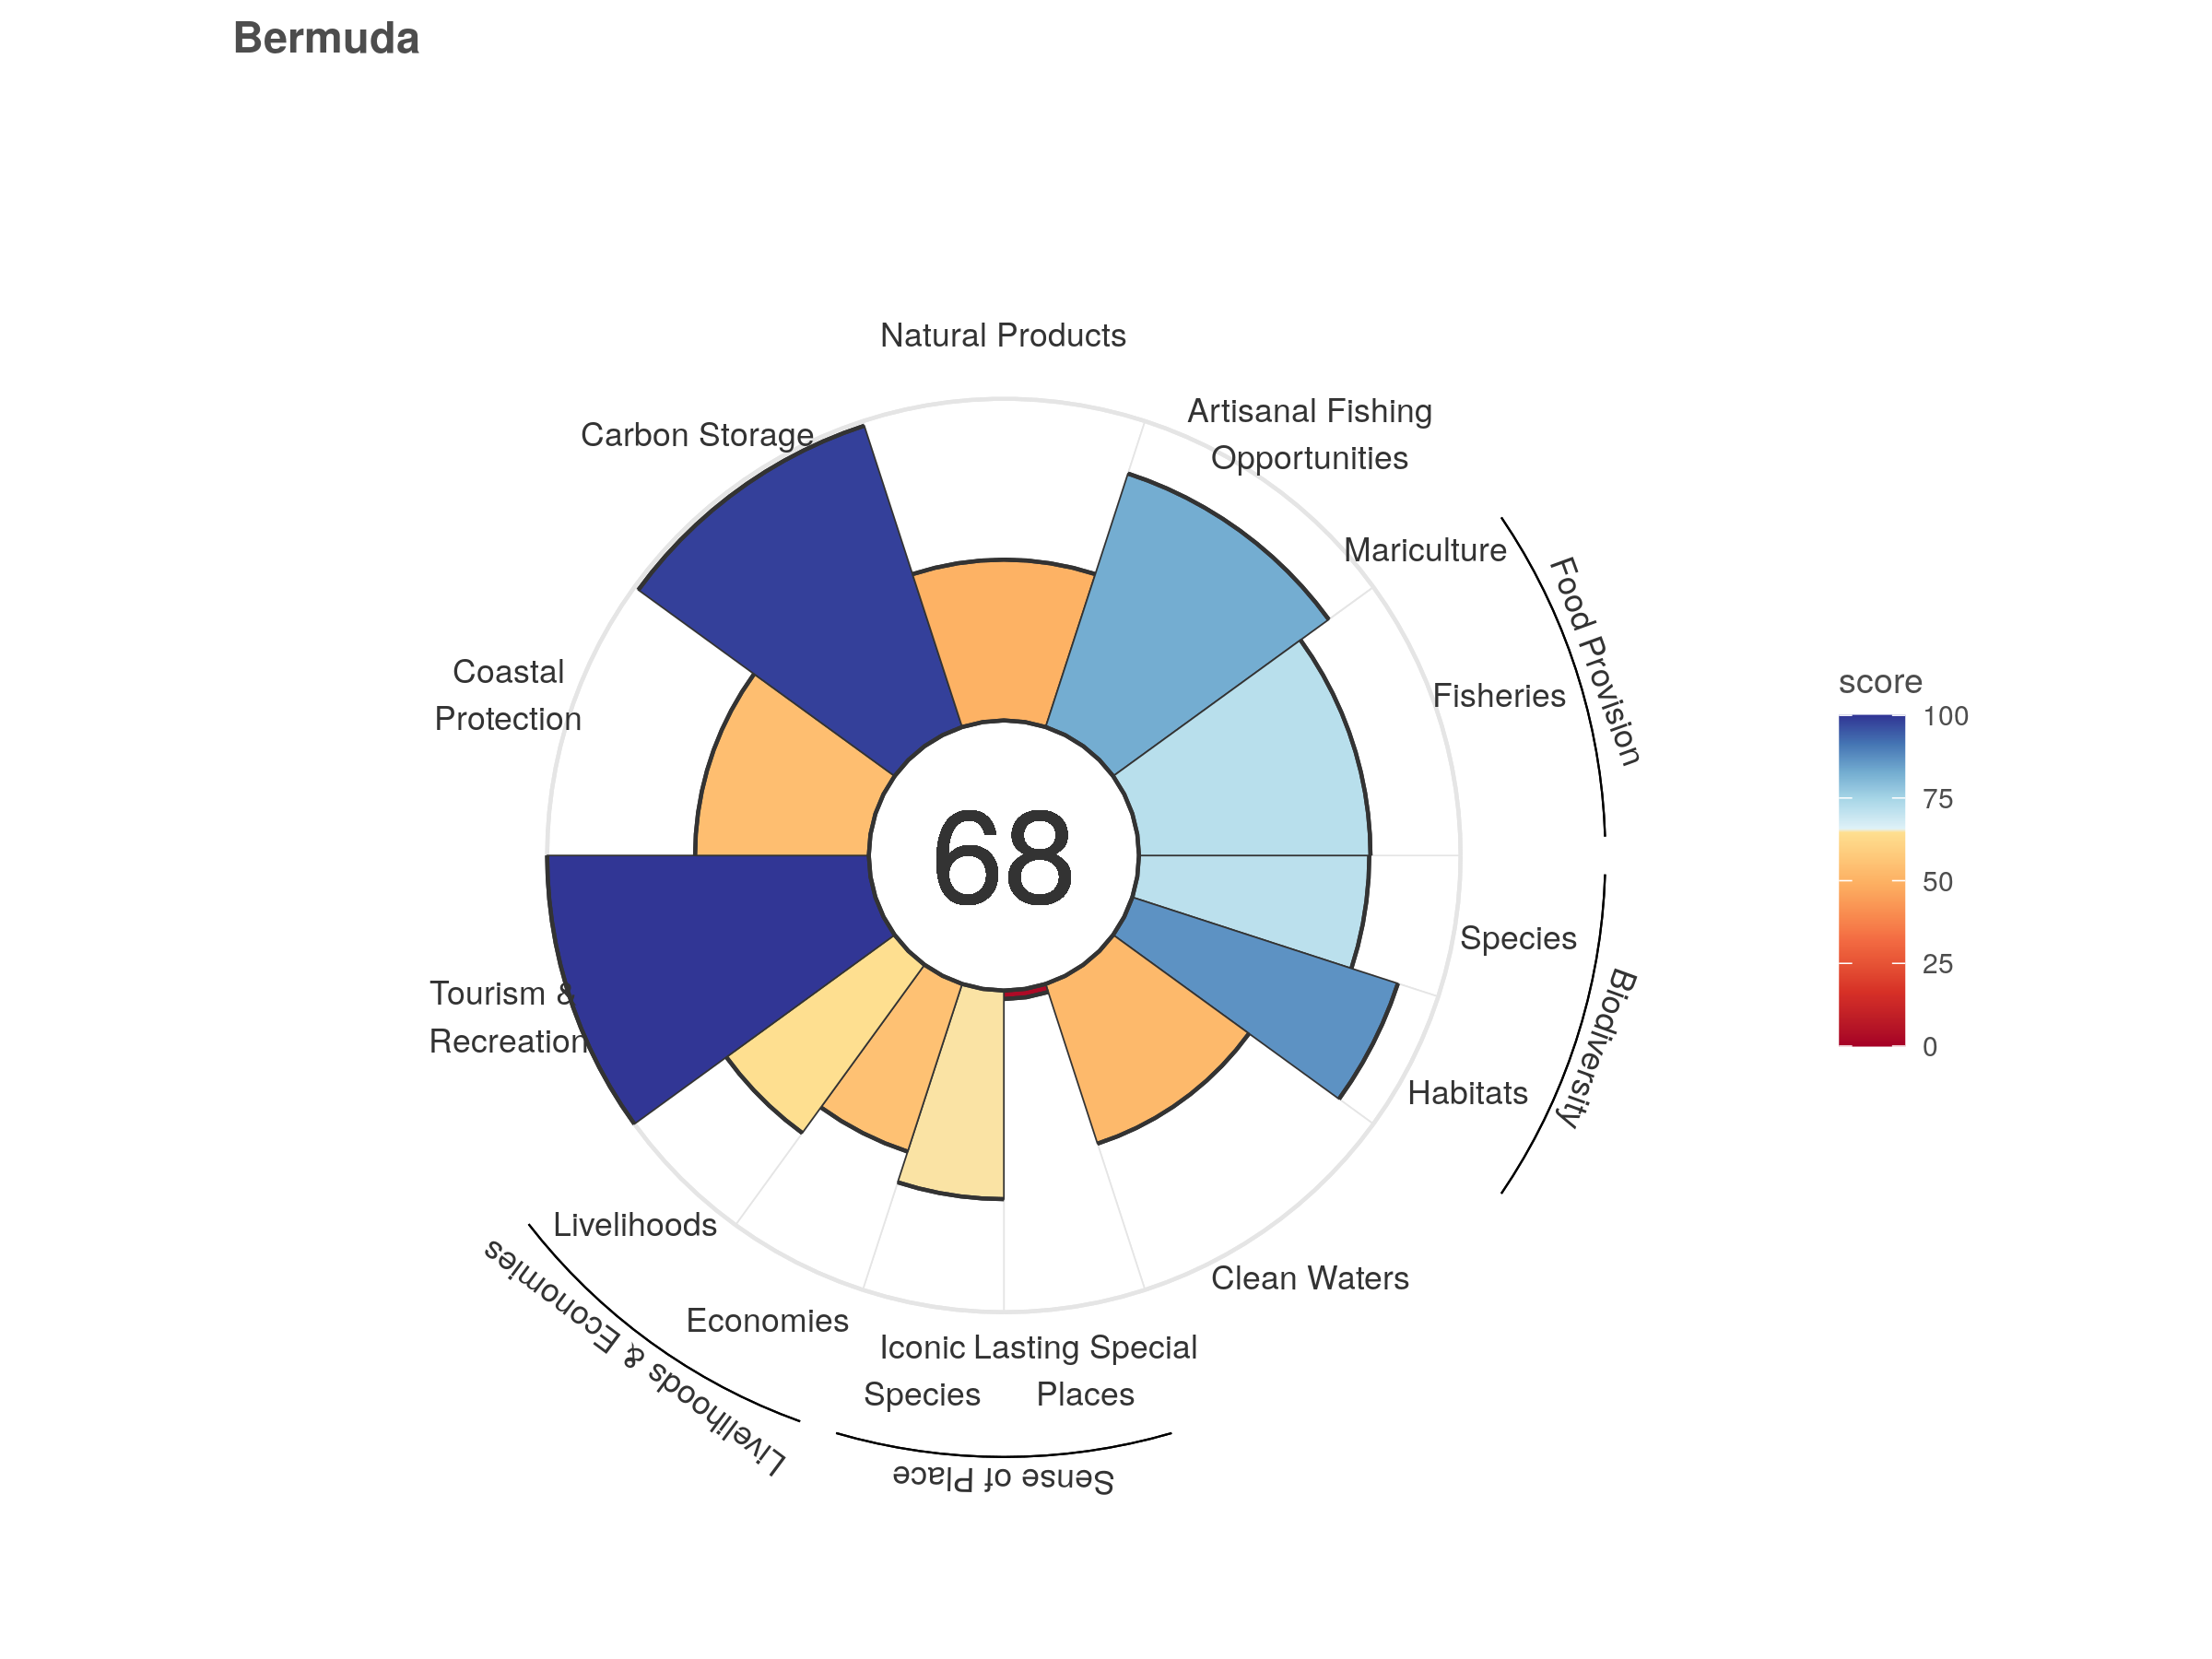 Bermuda
Natural Products
Artisanal Fishing
Opportunities
Carbon Storage
Mariculture
Food Provision
Fisheries
Coastal
Protection
score
100
75
50
25
0
68
Species
Biodiversity
Habitats
Tourism &
Recreation
Livelihoods
Clean Waters
Economies
Iconic
Species
Lasting Special
Places
Livelihoods & Economies
Sense of Place